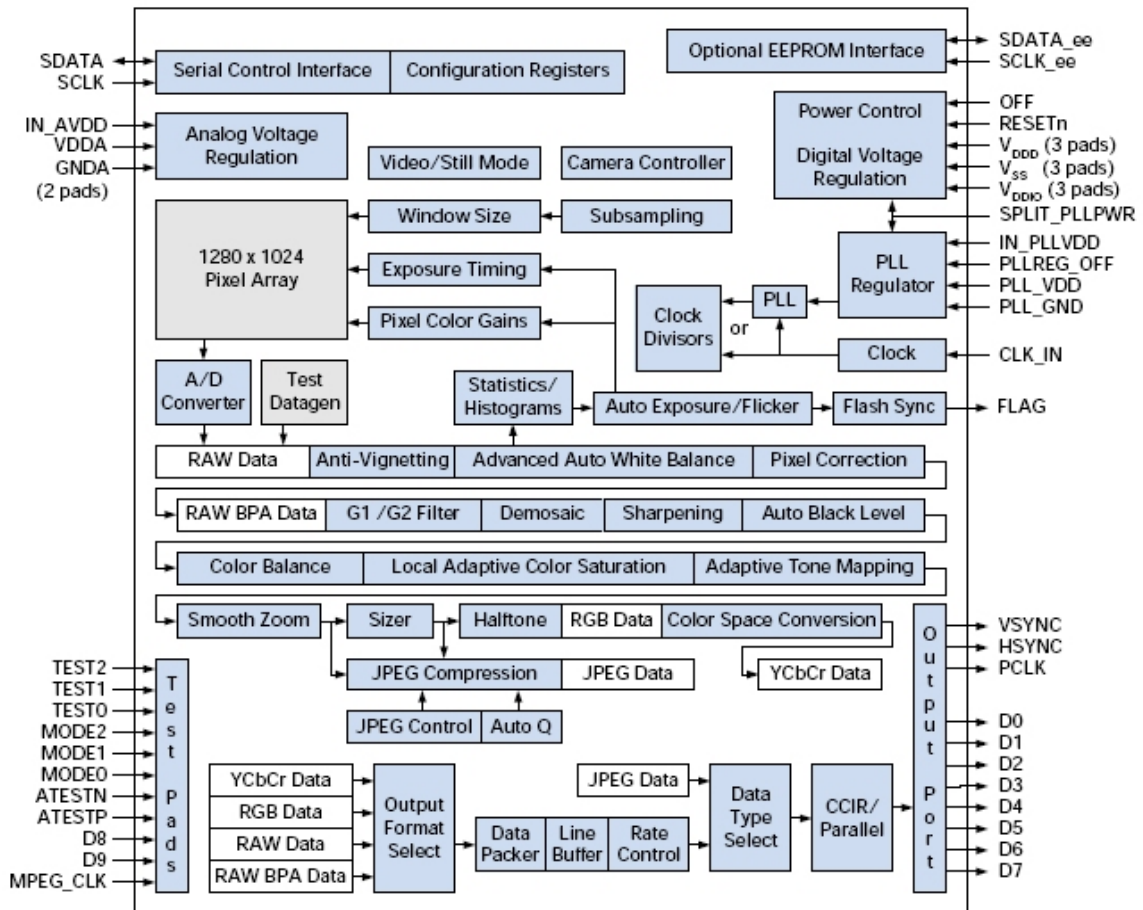 SDATA
SCLK
Serial Control Interface
Configuration Registers
Optional EEPROM Interface
SDATA_ee
SCLK_ee
IN_AVDD
VDDA
GNDA
(2 pads)
Analog Voltage
Regulation
Video/Still Mode
Camera Controller
Power Control
Digital Voltage
Regulation
OFF
RESETn
VDDD (3 pads)
VSS (3 pads)
VDDIO (3 pads)
SPLIT_PLLPWR
1280 x 1024
Pixel Array
Window Size
Subsampling
Exposure Timing
Pixel Color Gains
Clock
Divisors
or
PLL
PLL
Regulator
IN_PLLVDD
PLLREG_OFF
PLL_VDD
PLL_GND
Clock
CLK_IN
A/D
Converter
Test
Datagen
Statistics/
Histograms
Auto Exposure/Flicker
Flash Sync
FLAG
RAW Data
Anti-Vignetting
Advanced Auto White Balance
Pixel Correction
RAW BPA Data
G1 /G2 Filter
Demosaic
Sharpening
Auto Black Level
Color Balance
Local Adaptive Color Saturation
Adaptive Tone Mapping
Smooth Zoom
Sizer
Halftone
RGB Data
Color Space Conversion
JPEG Compression
JPEG Data
YCbCr Data
JPEG Control
Auto Q
TEST2
TEST1
TEST0
MODE2
MODE1
MODE0
ATESTN
ATESTP
D8
D9
MPEG_CLK
Test Pads
YCbCr Data
RGB Data
RAW Data
RAW BPA Data
Output
Format
Select
Data
Packer
Line
Buffer
Rate
Control
JPEG Data
Data
Type
Select
CCIR/
Parallel
Output Port
VSYNC
HSYNC
PCLK
D0
D1
D2
D3
D4
D5
D6
D7